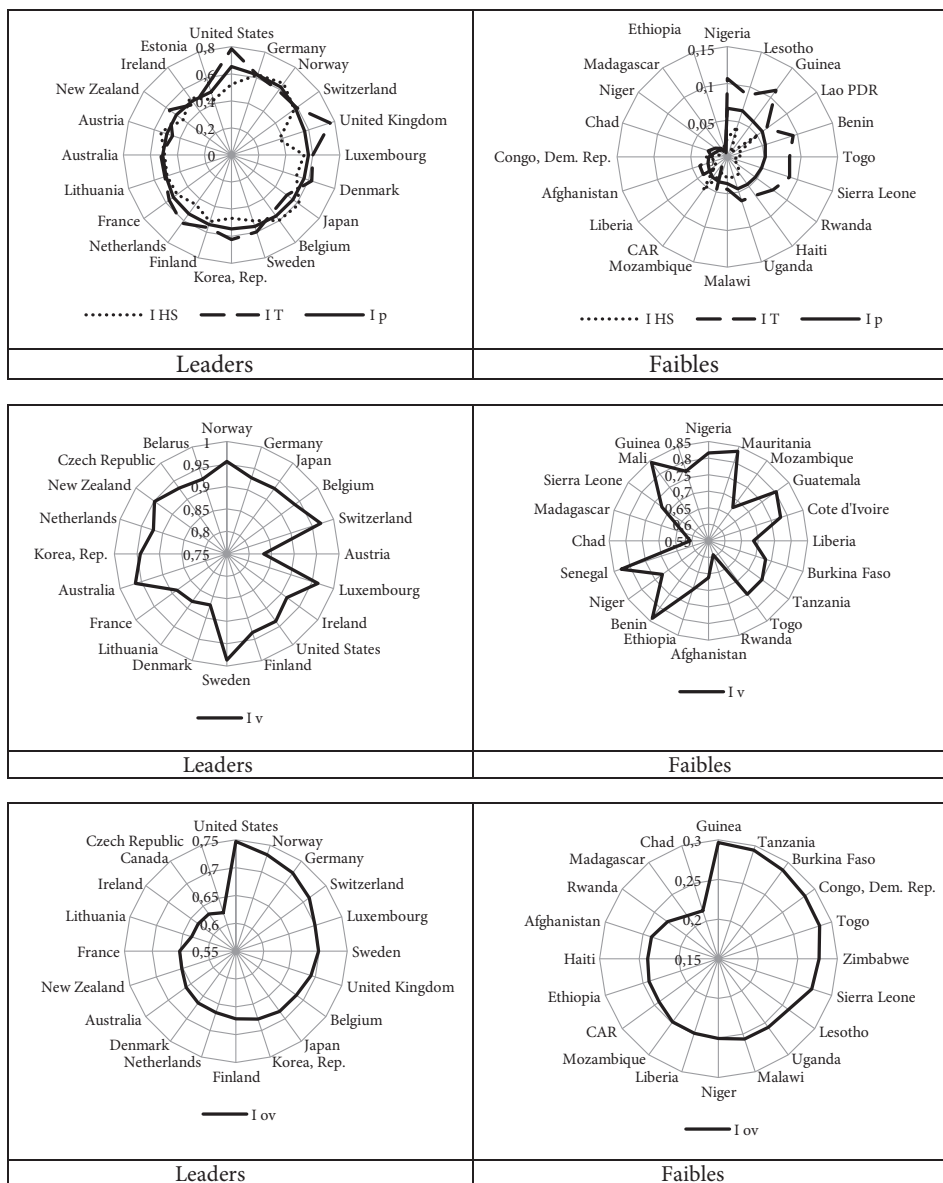 United States
Germany
Norway
Switzerland
United Kingdom
Luxembourg
Denmark
Japan
Belgium
Sweden
Korea, Rep.
Finland
Netherlands
France
Lithuania
Australia
Austria
New Zealand
Ireland
Estonia
0,8
0,6
0,4
0,2
0
I HS
I T
I p
Leaders
Nigeria
Lesotho
Guinea
Lao PDR
Benin
Togo
Sierra Leone
Rwanda
Haiti
Uganda
Malawi
Mozambique
CAR
Liberia
Afghanistan
Congo, Dem. Rep.
Chad
Niger
Madagascar
Ethiopia
0,15
0,1
0,05
0
I HS
I T
I p
Faibles
Norway
Germany
Japan
Belgium
Switzerland
Austria
Luxembourg
Ireland
United States
Finland
Sweden
Denmark
Lithuania
France
Australia
Korea, Rep.
Netherlands
New Zealand
Czech Republic
Belarus
1
0,95
0,9
0,85
0,8
0,75
I v
Leaders
Nigeria
Mauritania
Mozambique
Guatemala
Cote d'Ivoire
Liberia
Burkina Faso
Tanzania
Togo
Rwanda
Afghanistan
Ethiopia
Benin
Niger
Senegal
Chad
Madagascar
Sierra Leone
Mali
Guinea
0,85
0,8
0,75
0,7
0,65
0,6
0,55
I v
Faibles
United States
Norway
Germany
Switzerland
Luxembourg
Sweden
United Kingdom
Belgium
Japan
Korea, Rep.
Finland
Netherlands
Denmark
Australia
New Zealand
France
Lithuania
Ireland
Canada
Czech Republic
0,75
0,7
0,65
0,6
0,55
I ov
Leaders
Guinea
Tanzania
Burkina Faso
Congo, Dem. Rep.
Togo
Zimbabwe
Sierra Leone
Lesotho
Uganda
Malawi
Niger
Liberia
Mozambique
CAR
Ethiopia
Haiti
Afghanistan
Rwanda
Madagascar
Chad
0,3
0,25
0,2
0,15
I ov
Faibles